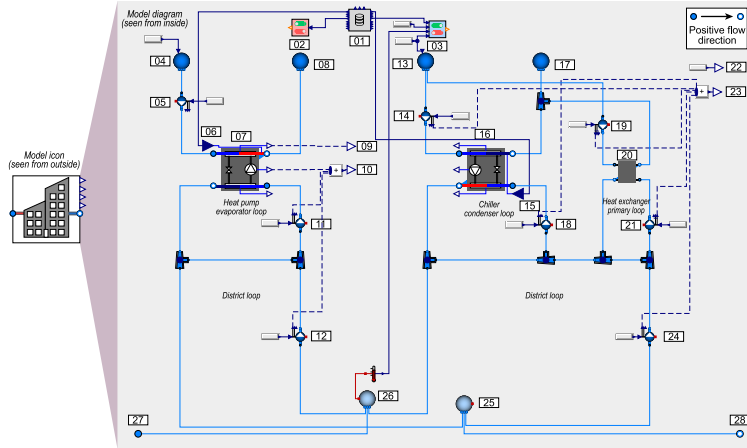 Model diagram
(seen from inside)
01
02
03
Positive flow
direction
04
08
13
17
22
23
05
14
19
06
07
16
09
10
20
Model icon
(seen from outside)
Heat pump
evaporator loop
Chiller
condenser loop
15
Heat exchanger
primary loop
11
18
21
District loop
District loop
12
24
26
25
27
28
+
+